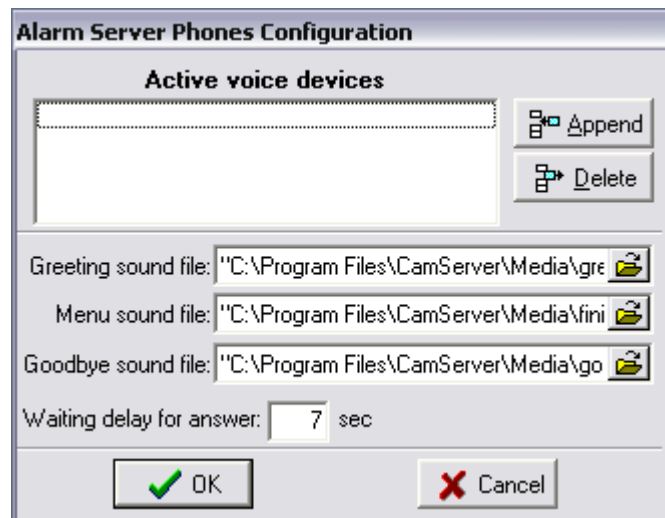 Alarm Server Phones Configuration
Active voice devices
Append
Delete
Greeting sound file: "C:\Program Files\CamServer\Media\gre
Menu sound file: "C:\Program Files\CamServer\Media\fini
Goodbye sound file: "C:\Program Files\CamServer\Media\go
Waiting delay for answer: 7 sec
OK
Cancel